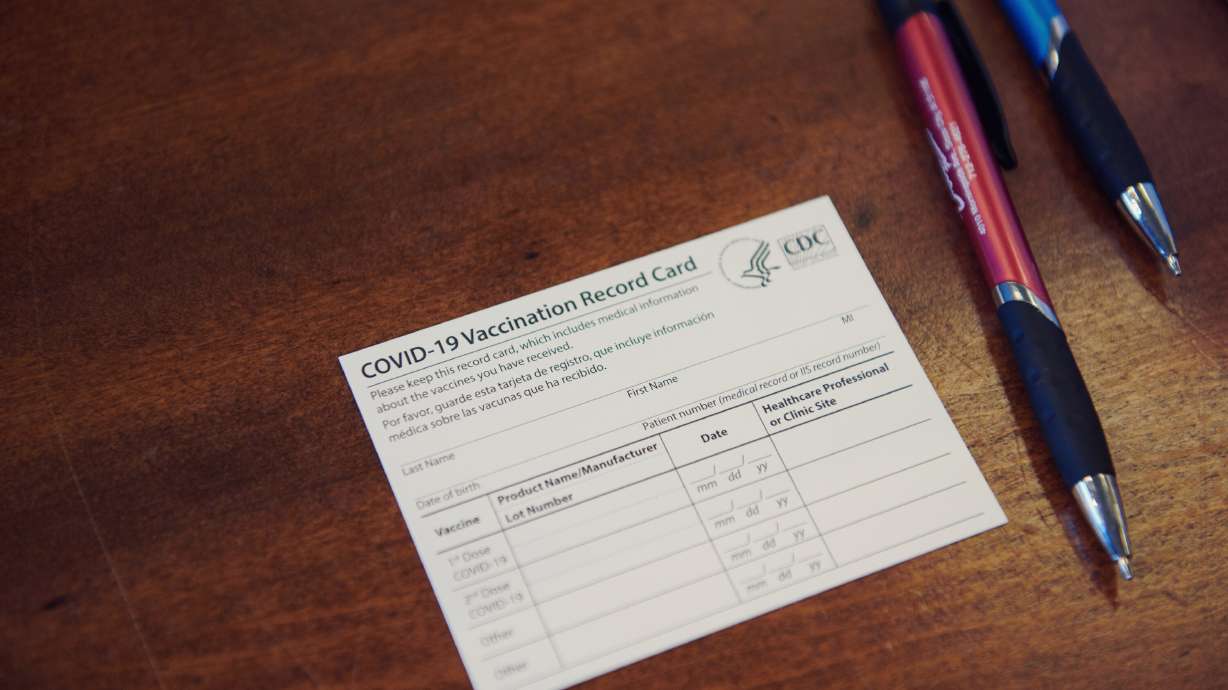 COVID-19 Vaccination Record Card
CDC
Please keep this record card, which includes medical information
about the vaccines you have received.
Por favor, guarde esta tarjeta de registro, que incluye información
médica sobre las vacunas que ha recibido.
Last Name
First Name
MI
Date of birth
Patient number (medical record or IIS record number)
Vaccine
Product Name/Manufacturer
Lot Number
Date
Healthcare Professional
or Clinic Site
1st Dose
COVID-19
mm dd yy
2nd Dose
COVID-19
mm dd yy
Other
mm dd yy
Other
mm dd yy